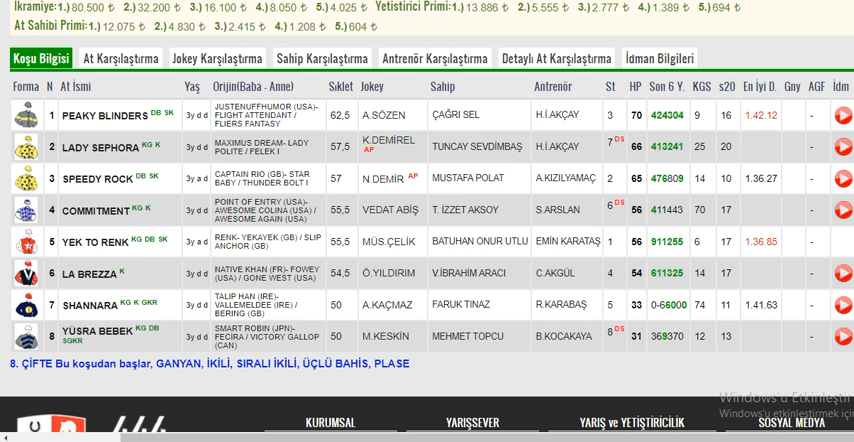 İkramiye:1.) 80.500 ₺ 2.) 32.200 ₺ 3.) 16.100 ₺ 4.) 8.050 ₺ 5.) 4.025 ₺ Yetistirici Primi:1.) 13.886 ₺ 2.) 5.555 ₺ 3.) 2.777 ₺ 4.) 1.389 ₺ 5.) 694 ₺
At Sahibi Primi:1.) 12.075 ₺ 2.) 4.830 ₺ 3.) 2.415 ₺ 4.) 1.208 ₺ 5.) 604 ₺
Koşu Bilgisi At Karşılaştırma Jokey Karşılaştırma Sahip Karşılaştırma Antrenör Karşılaştırma Detaylı At Karşılaştırma İdman Bilgileri
Forma N At İsmi Yaş Orijin(Baba - Anne) Sıklet Jokey Sahip Antrenör St HP Son 6 Y. KGS s20 En İyi D. Gny AGF İdm
1 PEAKY BLINDERS DB SK 3y d d JUSTENUFFHUMOR (USA)- FLIGHT ATTENDANT / FLIERS FANTASY 62,5 A.SÖZEN ÇAĞRI SEL H.İ.AKÇAY 3 70 424304 9 16 1.42.12 -
2 LADY SEPHORA KG K 3y d d MAXIMUS DREAM- LADY POLITE / FELEK I 57,5 K.DEMİREL AP TUNCAY SEVDİMBAŞ H.İ.AKÇAY 7 DS 66 413241 25 20 -
3 SPEEDY ROCK DB SK 3y a d CAPTAIN RIO (GB)- STAR BABY / THUNDER BOLT I 57 N.DEMİR AP MUSTAFA POLAT A.KIZILYAMAÇ 2 65 476809 14 10 1.36.27 -
4 COMMITMENT KG K 3y d d POINT OF ENTRY (USA)- AWESOME COLINA (USA) / AWESOME AGAIN (USA) 55,5 VEDAT ABİŞ T. İZZET AKSOY S.ARSLAN 6 DS 56 411443 70 17 -
5 YEK TO RENK KG DB SK 3y d d RENK- YEKAYEK (GB) / SLIP ANCHOR (GB) 55,5 MÜS.ÇELİK BATUHAN ONUR UTLU EMİN KARATAŞ 1 56 911255 6 17 1.36.85 -
6 LA BREZZA K 3y d d NATIVE KHAN (FR)- FOWEY (USA) / GONE WEST (USA) 54,5 Ö.YILDIRIM V.İBRAHİM ARACI C.AKGÜL 4 54 611325 14 17 -
7 SHANNARA KG K GKR 3y d d TALIP HAN (IRE)- VALLEMELDEE (IRE) / BERING (GB) 50 A.KAÇMAZ FARUK TINAZ R.KARABAŞ 5 33 0-66000 74 11 1.41.63 -
8 YÜSRA BEBEK KG DB SGKR 3y d d SMART ROBIN (JPN)- FECIRA / VICTORY GALLOP (CAN) 50 M.KESKİN MEHMET TOPCU B.KOCAKAYA 8 DS 31 369370 12 13 -
8. ÇİFTE Bu koşudan başlar, GANYAN, İKİLİ, SIRALI İKİLİ, ÜÇLÜ BAHİS, PLASE
Windows'u Etkinleştir
Windows'u etkinleştirmek için
444
KURUMSAL YARIŞSEVER YARIŞ ve YETİŞTİRİCİLİK SOSYAL MEDYA